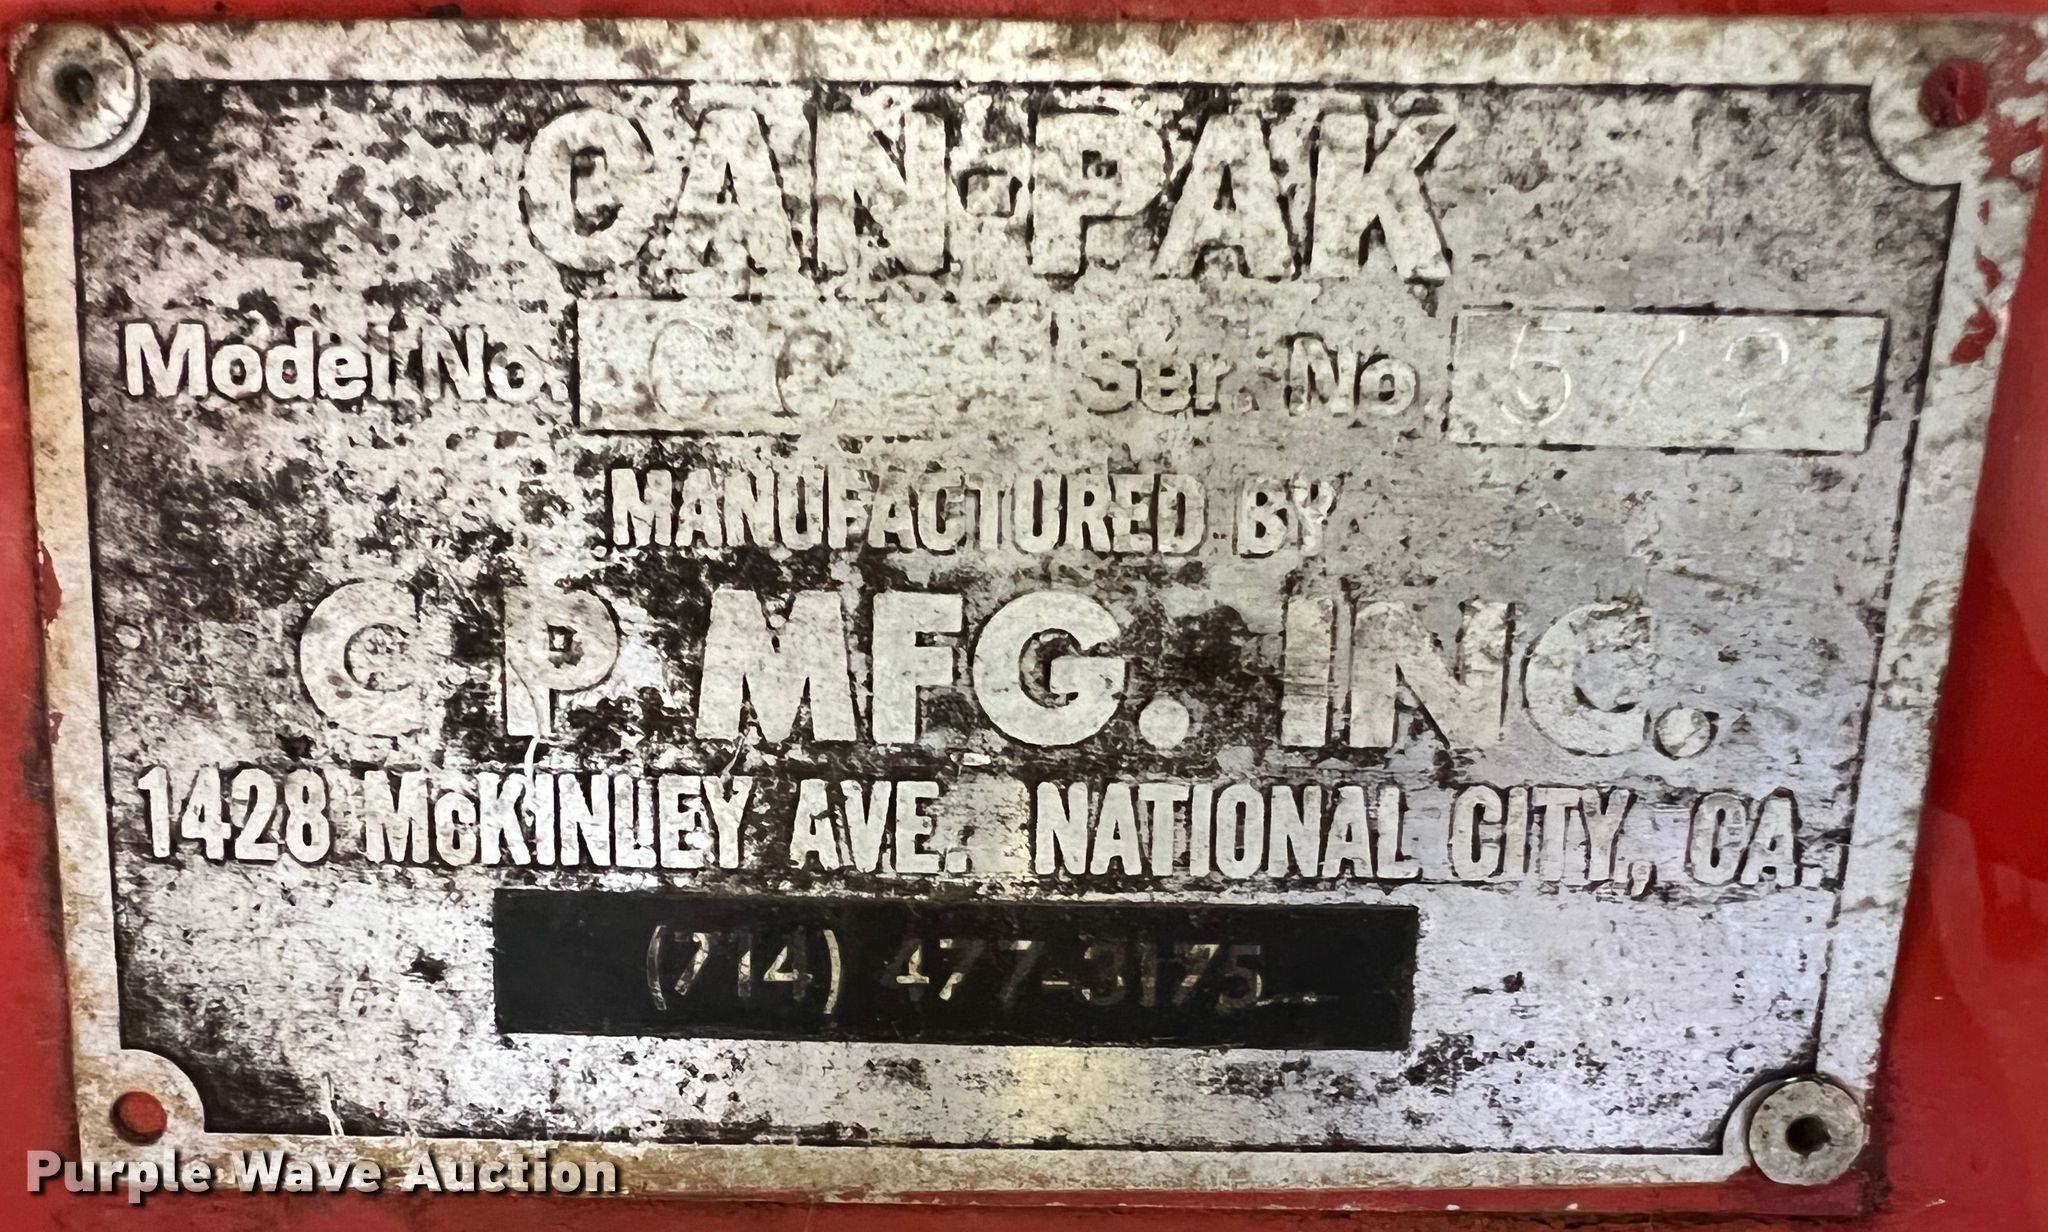 CAN-PAK
Model No. Ser. No.
MANUFACTURED BY
C P MFG. INC.
1428 McKINLEY AVE. NATIONAL CITY, CA.
(714) 477-3175
Purple Wave Auction